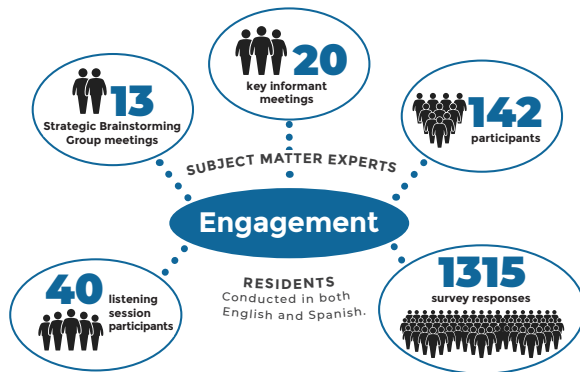 20
key informant
meetings
13
Strategic Brainstorming
Group meetings
142
participants
SUBJECT MATTER EXPERTS
Engagement
RESIDENTS
Conducted in both
English and Spanish.
40
listening
session
participants
1315
survey responses